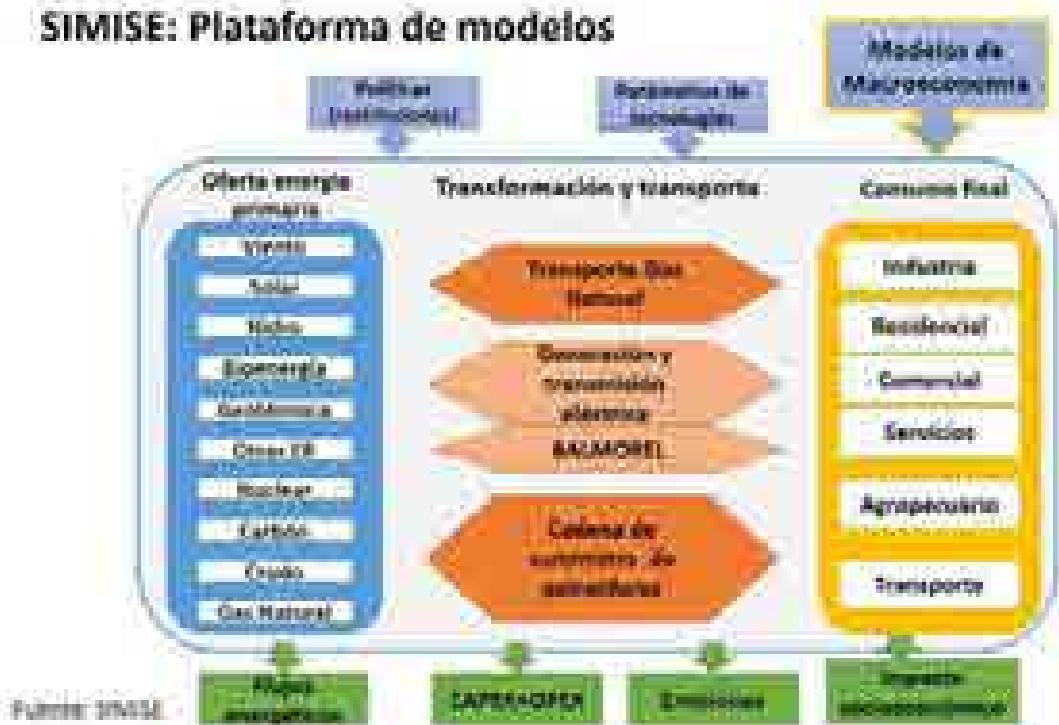 SIMISE: Plataforma de modelos
Modelos de
Macroeconomía
Políticas
(restituciones)
Parámetros de
tecnologías
Oferta energía
primaria
Transformación y transporte
Consumo final
Viento
Solar
Hidro
Bioenergía
Geotérmica
Otras ER
Nuclear
Carbón
Crudo
Gas Natural
Transporte Gas
Natural
Generación y
transmisión
eléctrica
BALMOREL
Cadena de
suministro de
petrolíferos
Industria
Residencial
Comercial
Servicios
Agropecuario
Transporte
Flujos
energéticos
CAPEX+OPEX
Emisiones
Impacto
socioeconómico
Fuente: SIMISE